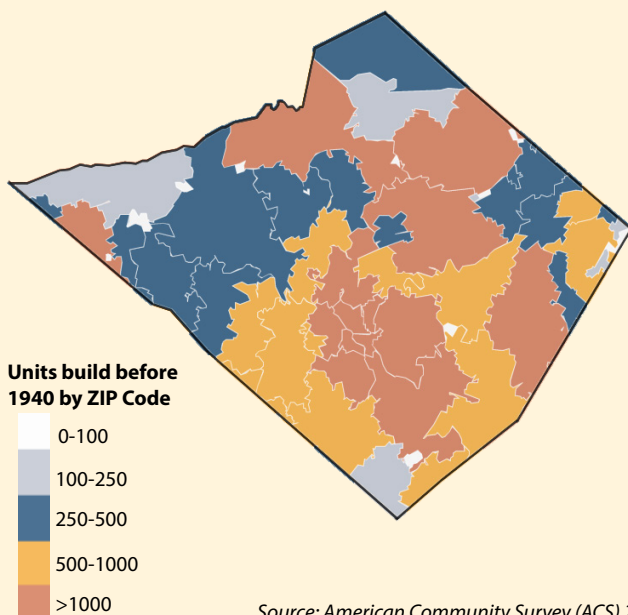 Units build before
1940 by ZIP Code
0-100
100-250
250-500
500-1000
>1000
Source: American Community Survey (ACS)